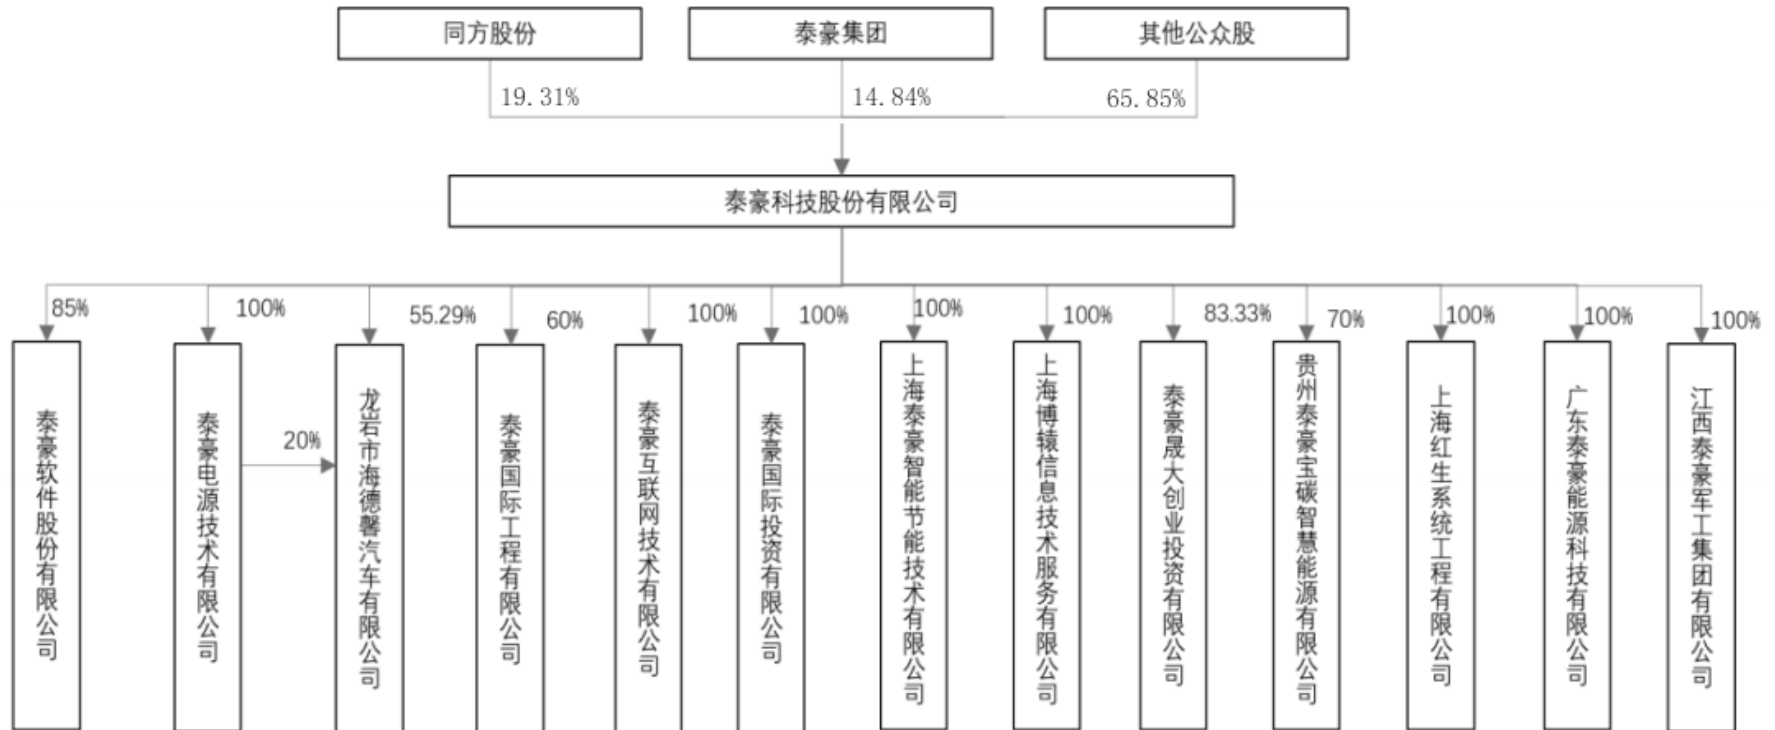 同方股份
泰豪集团
其他公众股
19.31%
14.84%
65.85%
泰豪科技股份有限公司
85%
100%
55.29%
60%
100%
100%
100%
100%
83.33%
70%
100%
100%
100%
20%
泰豪软件股份有限公司
泰豪电源技术有限公司
龙岩市海德馨汽车有限公司
泰豪国际工程有限公司
泰豪互联网技术有限公司
泰豪国际投资有限公司
上海泰豪智能节能技术有限公司
上海博辕信息技术服务有限公司
泰豪晟大创业投资有限公司
贵州泰豪宝碳智慧能源有限公司
上海红生系统工程有限公司
广东泰豪能源科技有限公司
江西泰豪军工集团有限公司